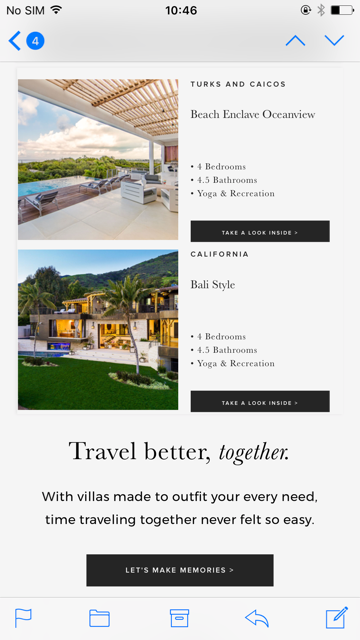 No SIM 10:46
4
TURKS AND CAICOS
Beach Enclave Oceanview
• 4 Bedrooms
• 4.5 Bathrooms
• Yoga & Recreation
TAKE A LOOK INSIDE >
CALIFORNIA
Bali Style
• 4 Bedrooms
• 4.5 Bathrooms
• Yoga & Recreation
TAKE A LOOK INSIDE >
Travel better, together.
With villas made to outfit your every need,
time traveling together never felt so easy.
LET'S MAKE MEMORIES >